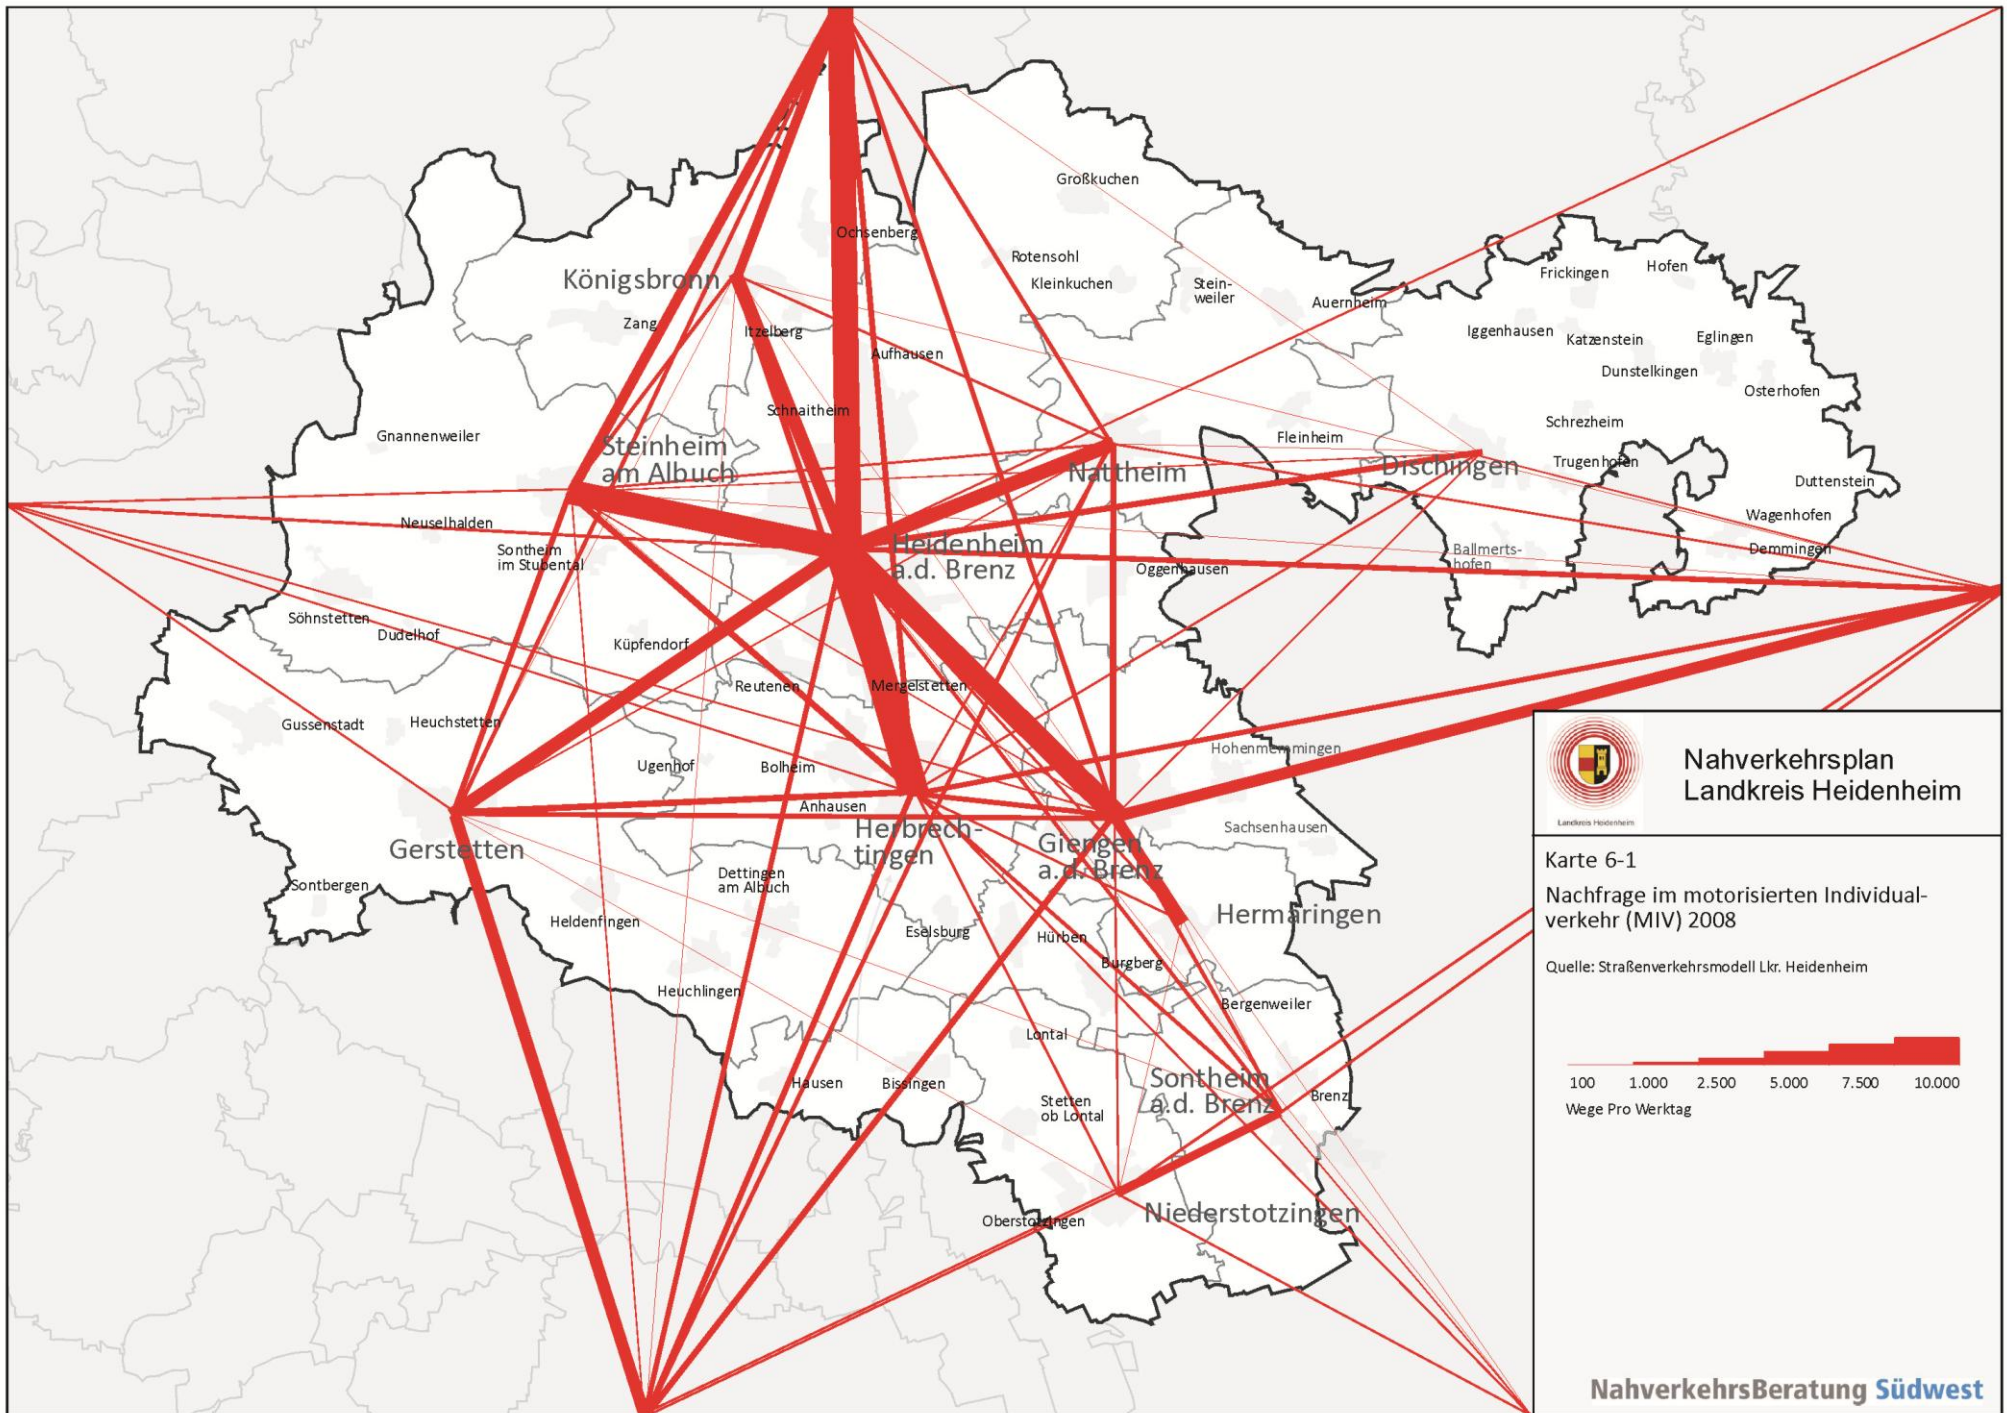 Großkuchen
Ochsenberg
Rotensohl
Kleinkuchen
Königsbronn
Stein-
weiler
Auernheim
Frickingen
Hofen
Zang
Itzelberg
Aufhausen
Iggenhausen
Katzenstein
Eglingen
Dunstelkingen
Osterhofen
Schnaitheim
Gnannenweiler
Steinheim
am Albuch
Nattheim
Fleinheim
Dischingen
Schrezheim
Trugenhofen
Duttenstein
Wagenhofen
Demmingen
Neuselhalden
Sontheim
im Stubental
Heidenheim
a.d. Brenz
Oggenhausen
Ballmerts-
hofen
Söhnstetten
Dudelhof
Küpfendorf
Reutenen
Mergelstetten
Gussenstadt
Heuchstetten
Ugenhof
Bolheim
Anhausen
Hohenmemmingen
Sachsenhausen
Gerstetten
Herbrech-
tingen
Giengen
a.d. Brenz
Sontbergen
Dettingen
am Albuch
Heldenfingen
Eselsburg
Hürben
Hermaringen
Burgberg
Heuchlingen
Bergenweiler
Lontal
Hausen
Bissingen
Stetten
ob Lontal
Sontheim
a.d. Brenz
Brenz
Oberstotzingen
Niederstotzingen
Landkreis Heidenheim
Nahverkehrsplan
Landkreis Heidenheim
Karte 6-1
Nachfrage im motorisierten Individual-
verkehr (MIV) 2008
Quelle: Straßenverkehrsmodell Lkr. Heidenheim
100 1.000 2.500 5.000 7.500 10.000
Wege Pro Werktag
NahverkehrsBeratung Südwest